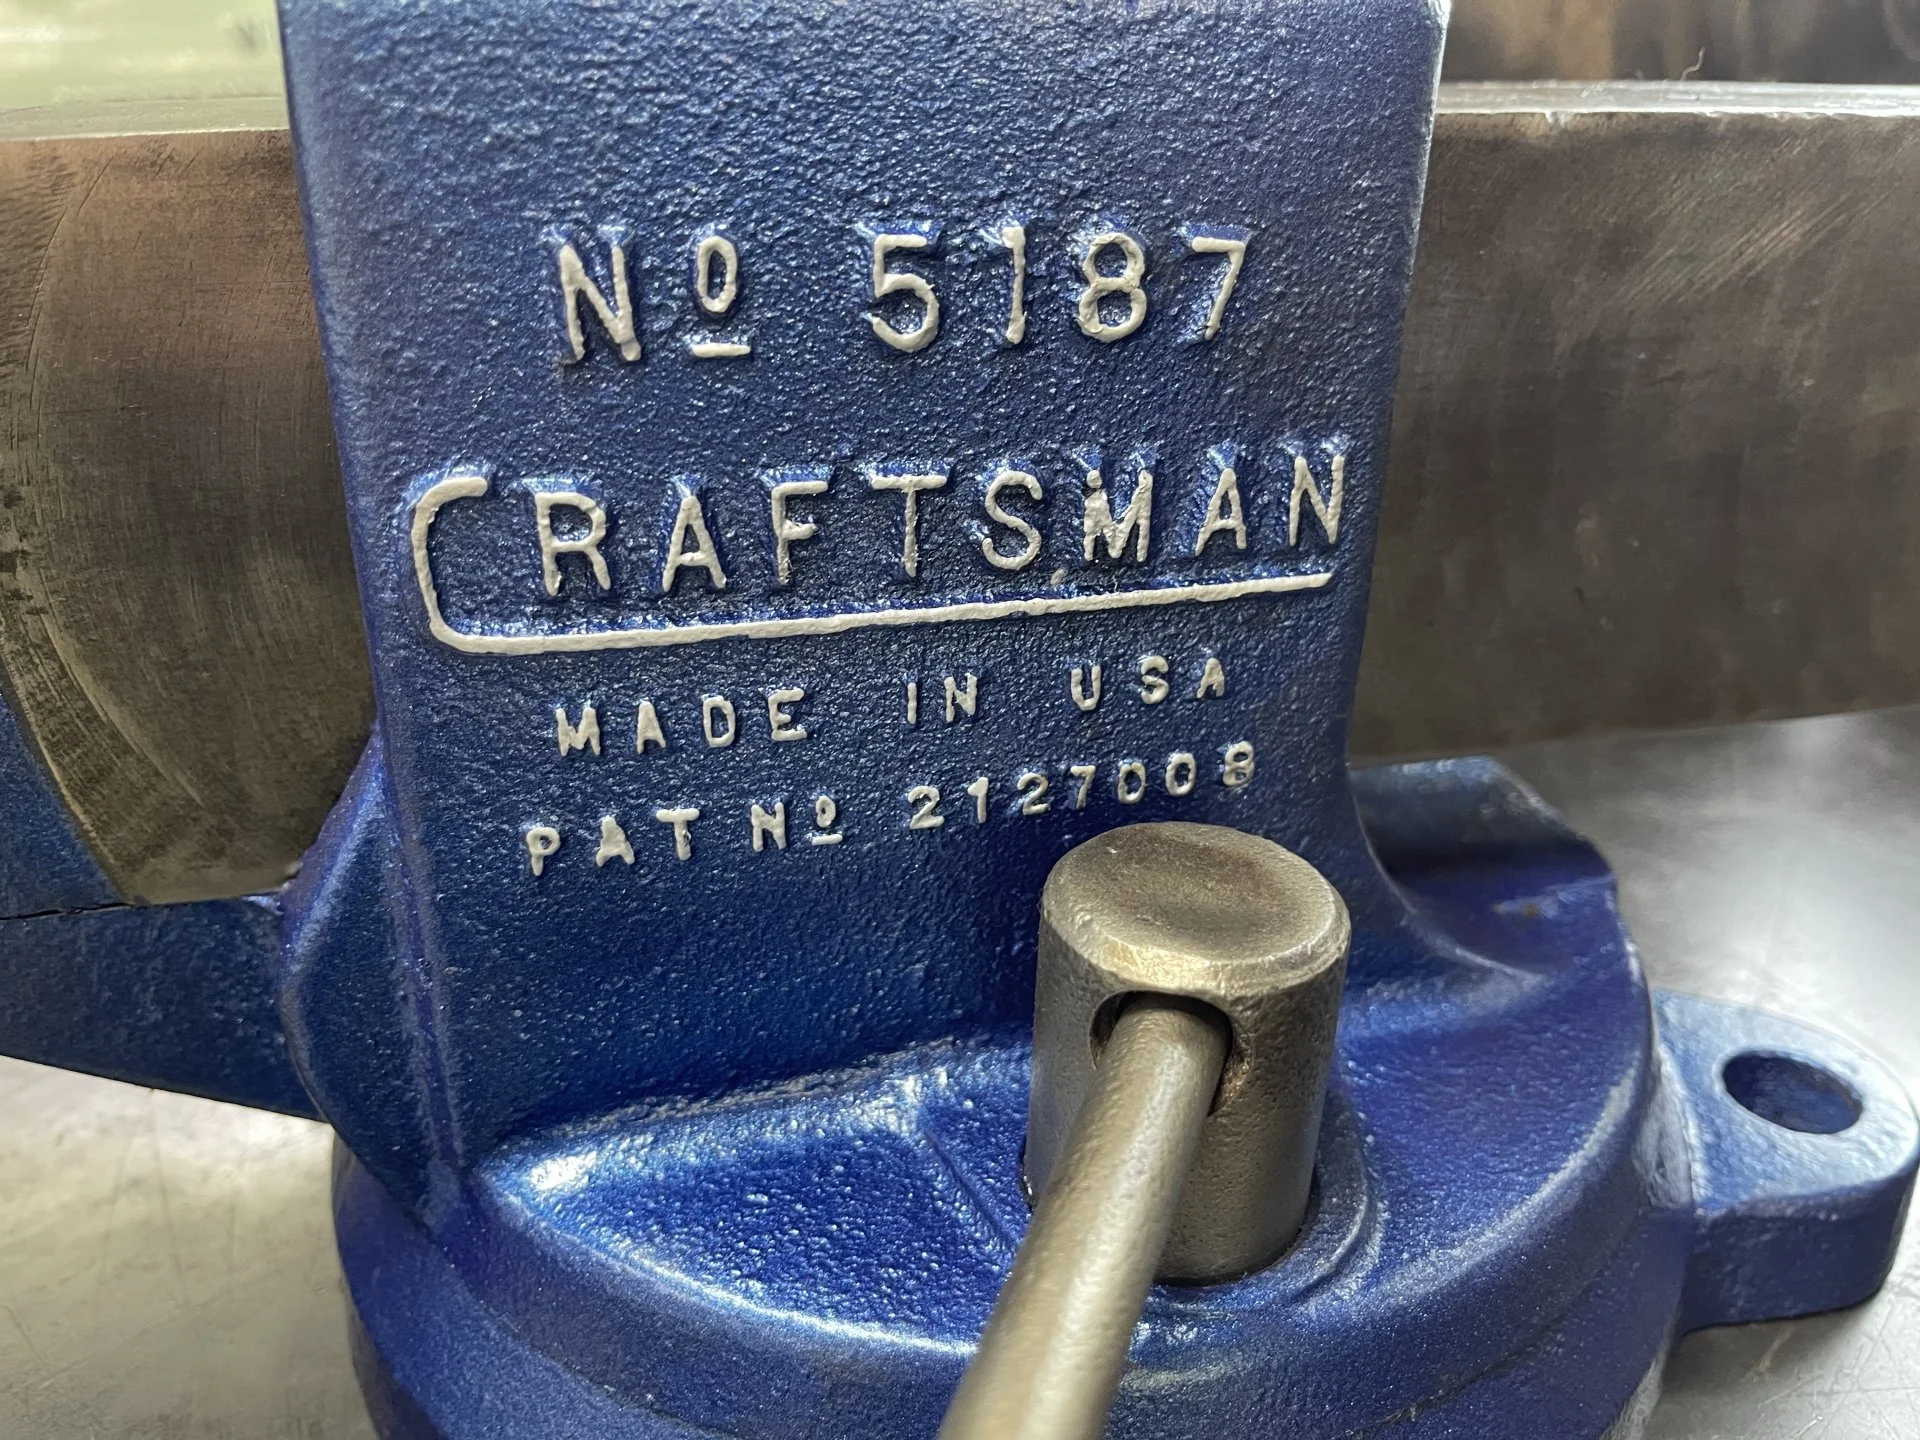 Nº 5187
CRAFTSMAN
MADE IN USA
PAT Nº 2127008